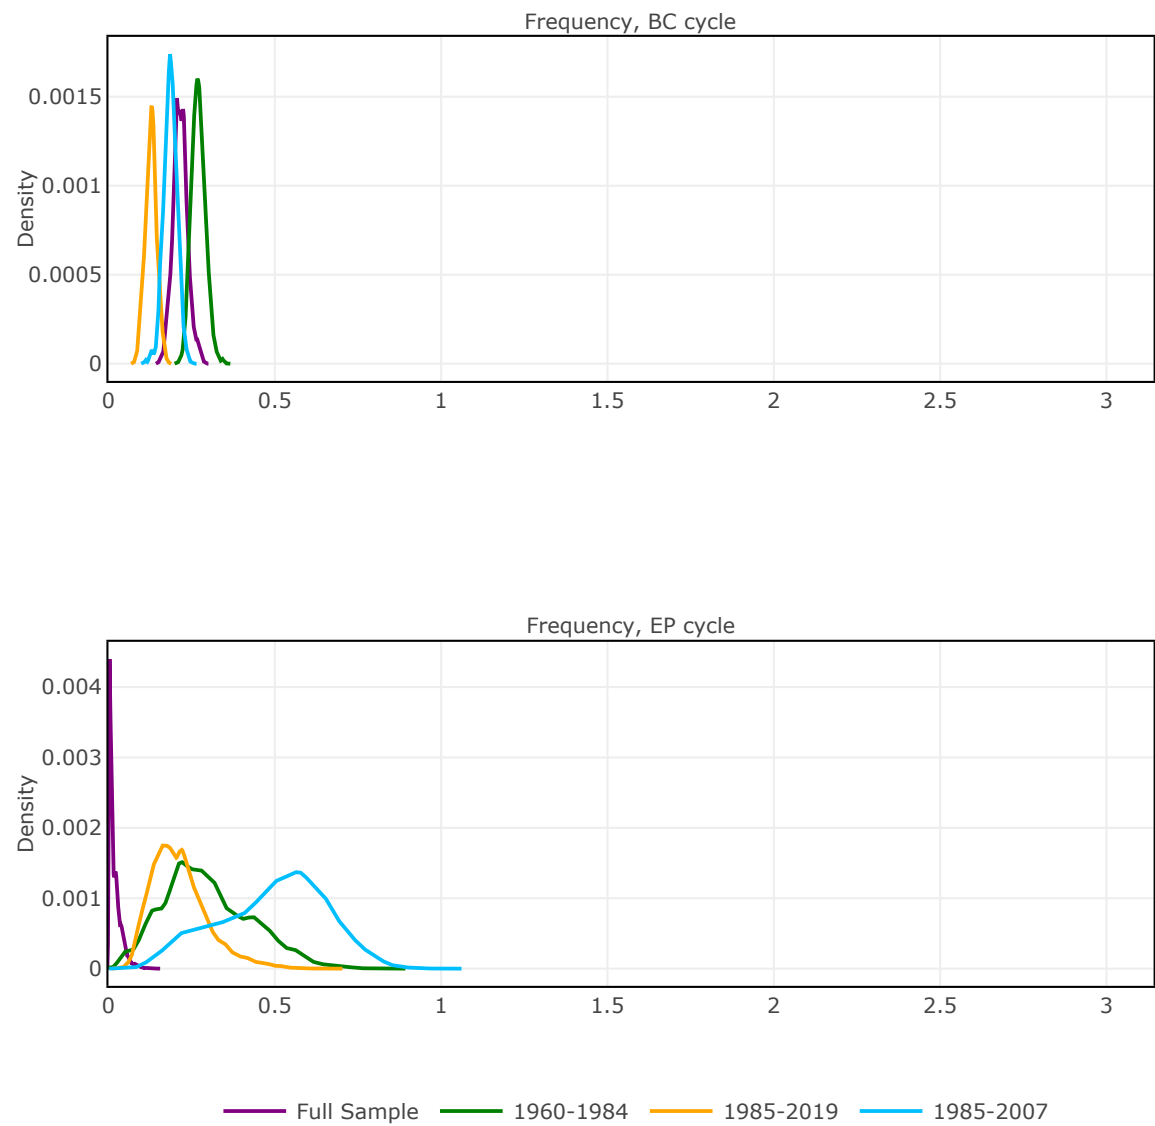 Frequency, BC cycle
Density
0.0015
0.001
0.0005
0
0 0.5 1 1.5 2 2.5 3
Frequency, EP cycle
Density
0.004
0.003
0.002
0.001
0
0 0.5 1 1.5 2 2.5 3
Full Sample 1960-1984 1985-2019 1985-2007